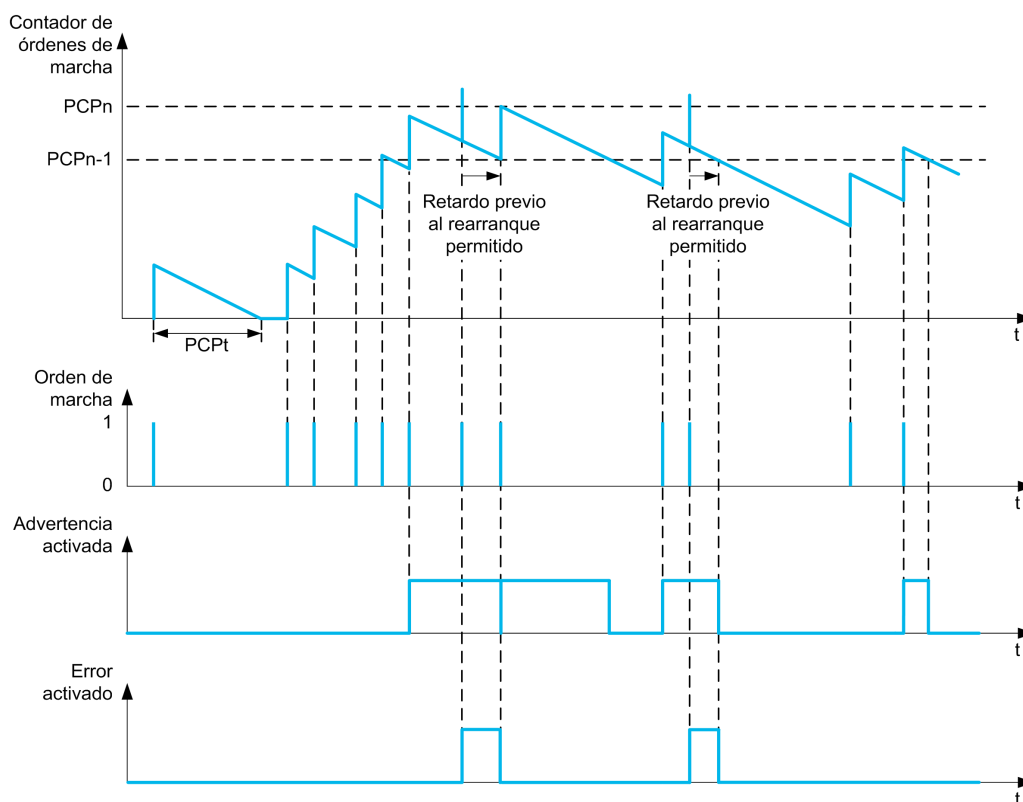 Contador de
órdenes de
marcha
PCPn
PCPn-1
Retardo previo
al rearranque
permitido
Retardo previo
al rearranque
permitido
PCPt
t
Orden de
marcha
1
0
t
Advertencia
activada
t
Error
activado
t